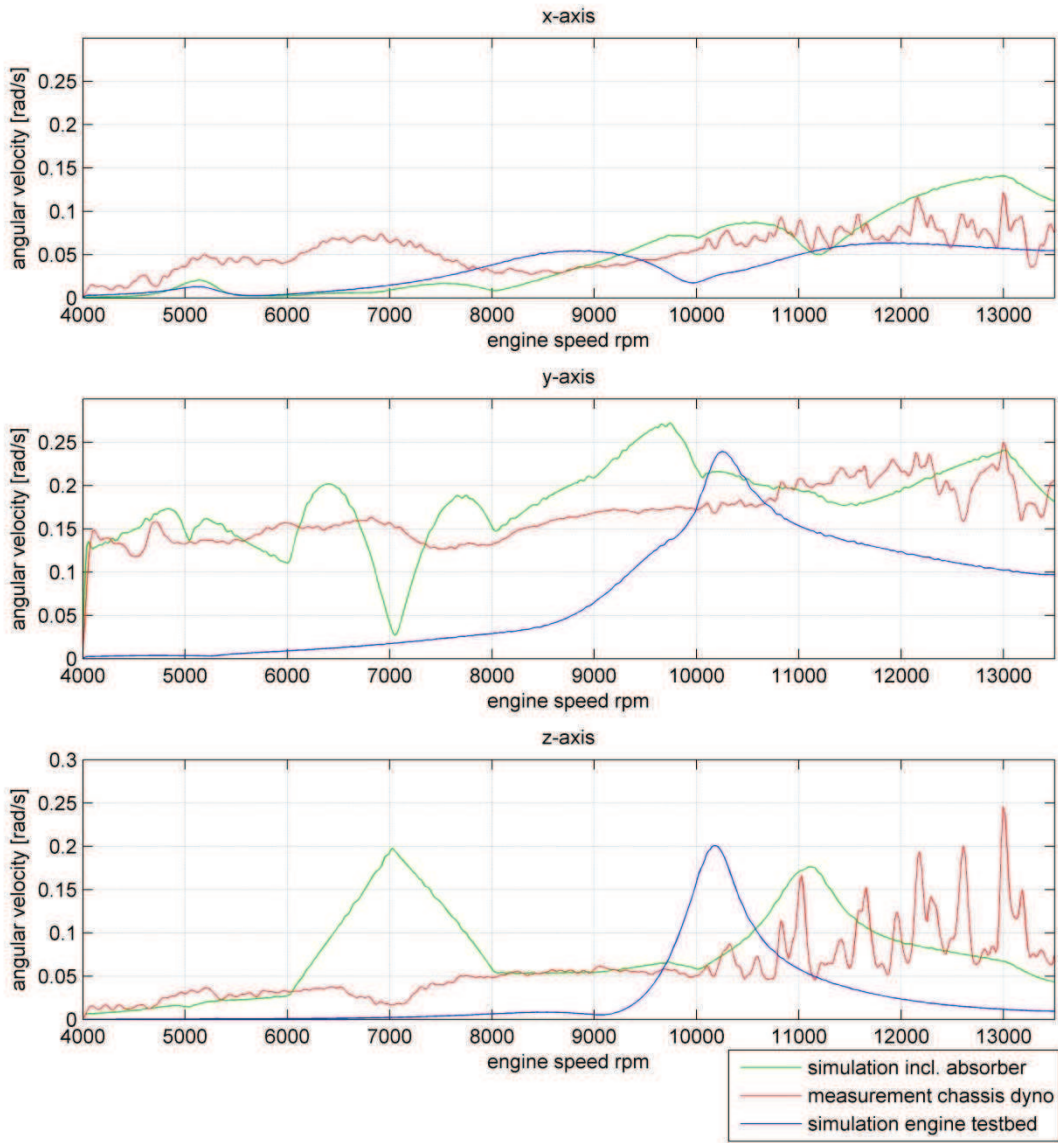 x-axis
angular velocity [rad/s]
0.25
0.2
0.15
0.1
0.05
0
4000 5000 6000 7000 8000 9000 10000 11000 12000 13000
engine speed rpm
y-axis
angular velocity [rad/s]
0.25
0.2
0.15
0.1
0.05
0
4000 5000 6000 7000 8000 9000 10000 11000 12000 13000
engine speed rpm
z-axis
angular velocity [rad/s]
0.3
0.25
0.2
0.15
0.1
0.05
0
4000 5000 6000 7000 8000 9000 10000 11000 12000 13000
engine speed rpm
simulation incl. absorber
measurement chassis dyno
simulation engine testbed